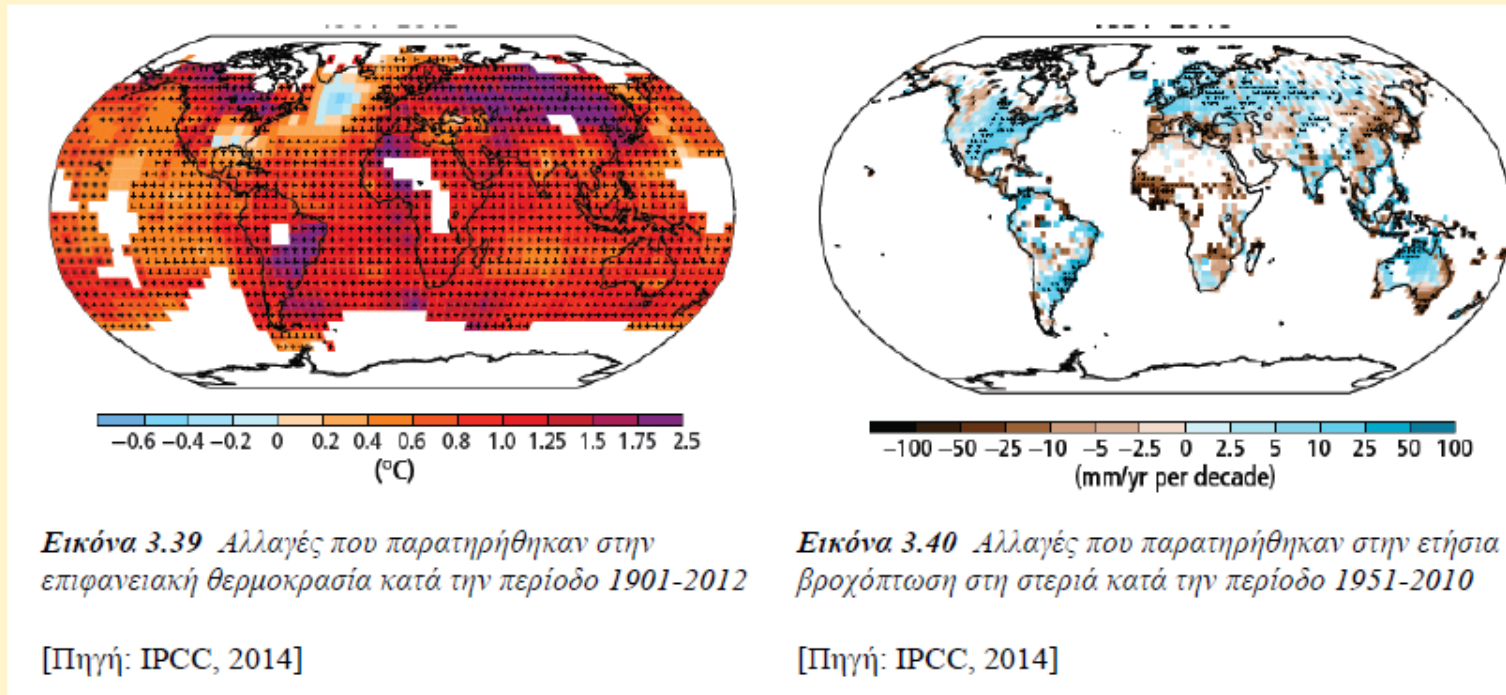 −0.6 −0.4 −0.2 0 0.2 0.4 0.6 0.8 1.0 1.25 1.5 1.75 2.5
(°C)
−100 −50 −25 −10 −5 −2.5 0 2.5 5 10 25 50 100
(mm/yr per decade)
Εικόνα 3.39 Αλλαγές που παρατηρήθηκαν στην
επιφανειακή θερμοκρασία κατά την περίοδο 1901-2012
[Πηγή: IPCC, 2014]
Εικόνα 3.40 Αλλαγές που παρατηρήθηκαν στην ετήσια
βροχόπτωση στη στεριά κατά την περίοδο 1951-2010
[Πηγή: IPCC, 2014]